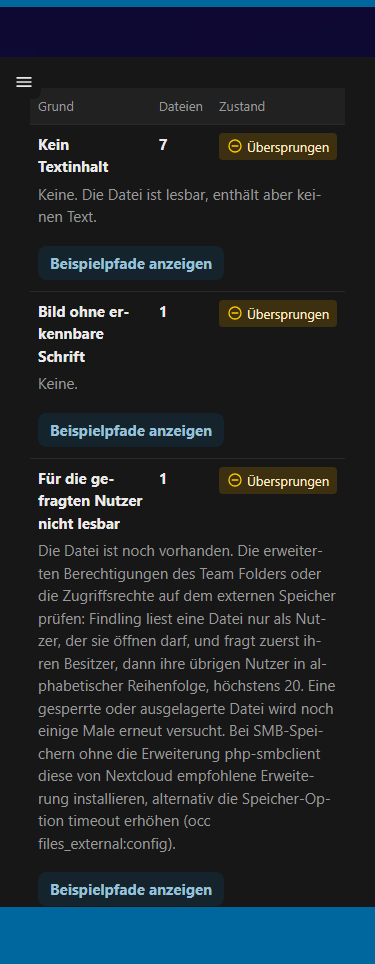 Grund Dateien Zustand
Kein 7 Übersprungen
Textinhalt
Keine. Die Datei ist lesbar, enthält aber kei-
nen Text.
Beispielpfade anzeigen
Bild ohne er- 1 Übersprungen
kennbare
Schrift
Keine.
Beispielpfade anzeigen
Für die ge- 1 Übersprungen
fragten Nutzer
nicht lesbar
Die Datei ist noch vorhanden. Die erweiter-
ten Berechtigungen des Team Folders oder
die Zugriffsrechte auf dem externen Speicher
prüfen: Findling liest eine Datei nur als Nut-
zer, der sie öffnen darf, und fragt zuerst ih-
ren Besitzer, dann ihre übrigen Nutzer in al-
phabetischer Reihenfolge, höchstens 20. Eine
gesperrte oder ausgelagerte Datei wird noch
einige Male erneut versucht. Bei SMB-Spei-
chern ohne die Erweiterung php-smbclient
diese von Nextcloud empfohlene Erweite-
rung installieren, alternativ die Speicher-Op-
tion timeout erhöhen (occ
files_external:config).
Beispielpfade anzeigen